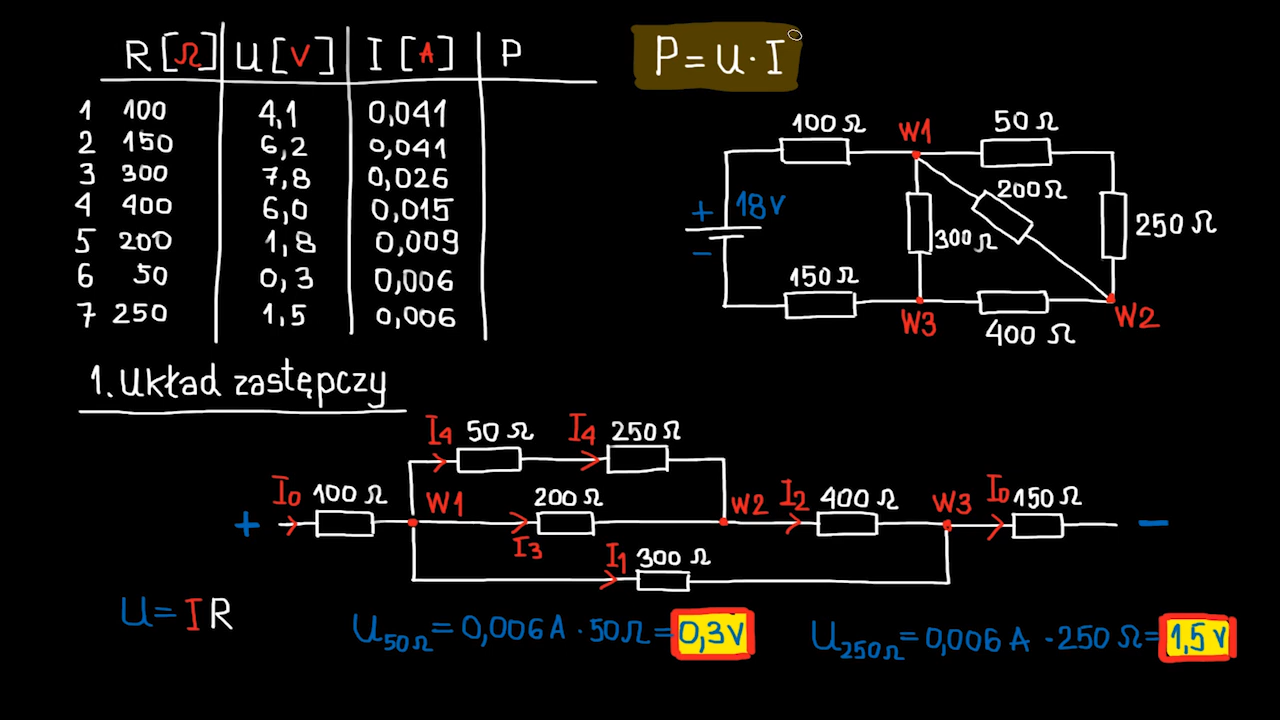 R [Ω] U [V] I [A] P
1 100 4,1 0,041
2 150 6,2 0,041
3 300 7,8 0,026
4 400 6,0 0,015
5 200 1,8 0,009
6 50 0,3 0,006
7 250 1,5 0,006
P = U · I
100 Ω W1 50 Ω
200 Ω
+ 18 V
300 Ω
250 Ω
−
150 Ω
W3 400 Ω W2
1. Układ zastępczy
I4 50 Ω I4 250 Ω
I0 100 Ω W1 200 Ω W2 I2 400 Ω W3 I0 150 Ω
+ −
I3
I1 300 Ω
U = I R
U50Ω = 0,006 A · 50 Ω = 0,3 V
U250Ω = 0,006 A · 250 Ω = 1,5 V